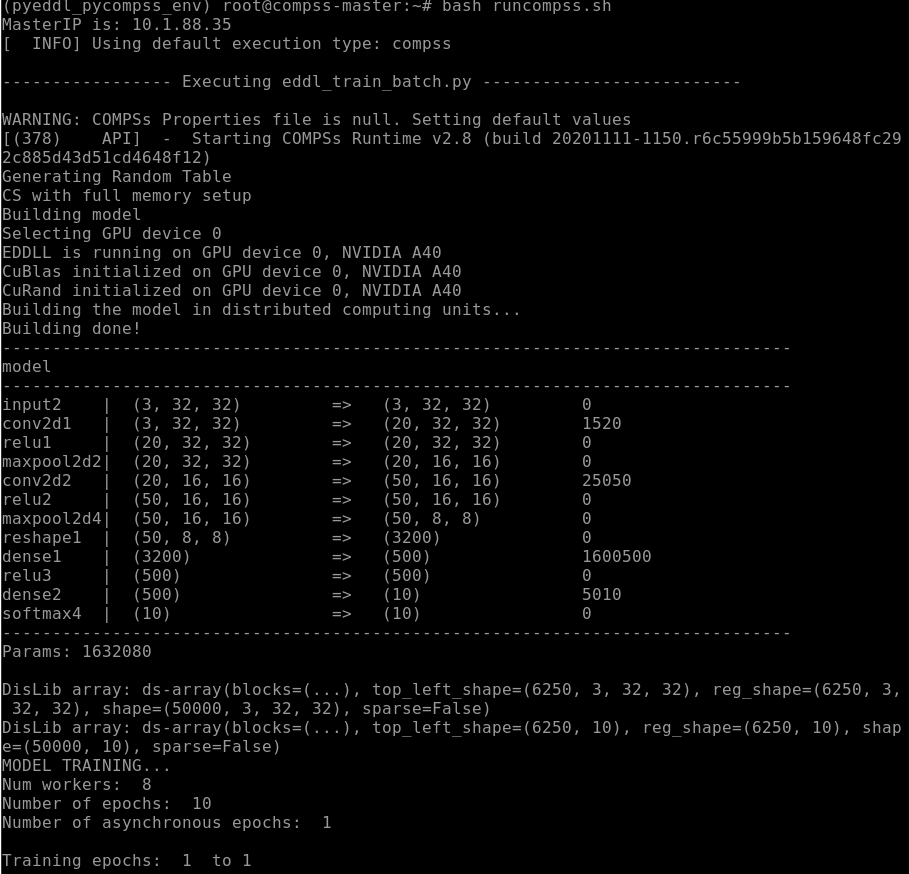 (pyeddl_pycompss_env) root@compss-master:~# bash runcompss.sh
MasterIP is: 10.1.88.35
[  INFO] Using default execution type: compss

----------------- Executing eddl_train_batch.py --------------------------

WARNING: COMPSs Properties file is null. Setting default values
[(378)    API]  -  Starting COMPSs Runtime v2.8 (build 20201111-1150.r6c55999b5b159648fc29
2c885d43d51cd4648f12)
Generating Random Table
CS with full memory setup
Building model
Selecting GPU device 0
EDDLL is running on GPU device 0, NVIDIA A40
CuBlas initialized on GPU device 0, NVIDIA A40
CuRand initialized on GPU device 0, NVIDIA A40
Building the model in distributed computing units...
Building done!
-------------------------------------------------------------------------------
model
-------------------------------------------------------------------------------
input2    |  (3, 32, 32)         =>   (3, 32, 32)         0
conv2d1   |  (3, 32, 32)         =>   (20, 32, 32)        1520
relu1     |  (20, 32, 32)        =>   (20, 32, 32)        0
maxpool2d2|  (20, 32, 32)        =>   (20, 16, 16)        0
conv2d2   |  (20, 16, 16)        =>   (50, 16, 16)        25050
relu2     |  (50, 16, 16)        =>   (50, 16, 16)        0
maxpool2d4|  (50, 16, 16)        =>   (50, 8, 8)          0
reshape1  |  (50, 8, 8)          =>   (3200)              0
dense1    |  (3200)              =>   (500)               1600500
relu3     |  (500)               =>   (500)               0
dense2    |  (500)               =>   (10)                5010
softmax4  |  (10)                =>   (10)                0
-------------------------------------------------------------------------------
Params: 1632080

DisLib array: ds-array(blocks=(...), top_left_shape=(6250, 3, 32, 32), reg_shape=(6250, 3,
 32, 32), shape=(50000, 3, 32, 32), sparse=False)
DisLib array: ds-array(blocks=(...), top_left_shape=(6250, 10), reg_shape=(6250, 10), shap
e=(50000, 10), sparse=False)
MODEL TRAINING...
Num workers:  8
Number of epochs:  10
Number of asynchronous epochs:  1

Training epochs:  1  to 1